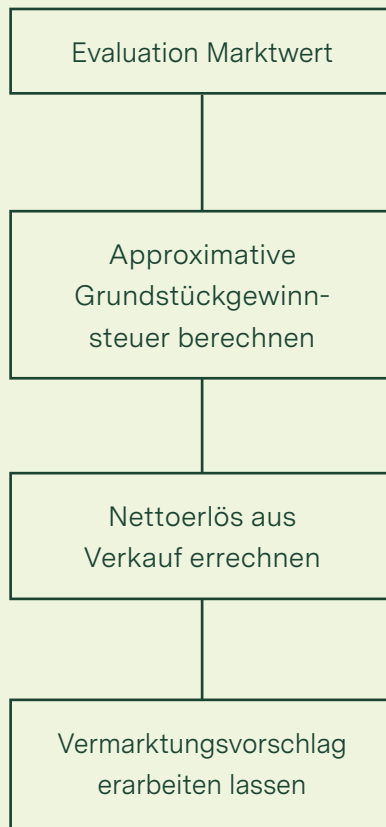 Evaluation Marktwert
Approximative
Grundstückgewinn-
steuer berechnen
Nettoerlös aus
Verkauf errechnen
Vermarktungsvorschlag
erarbeiten lassen